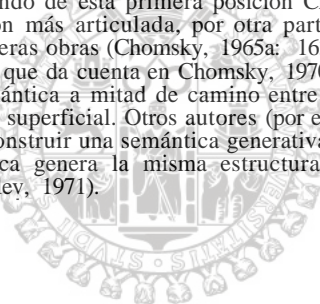 ndo de esta primera posición C
ón más articulada, por otra part
eras obras (Chomsky, 1965a: 16
que da cuenta en Chomsky, 1970
ántica a mitad de camino entre
superficial. Otros autores (por e
onstruir una semántica generativa
ca genera la misma estructura
ey, 1971).
STUDIORUM